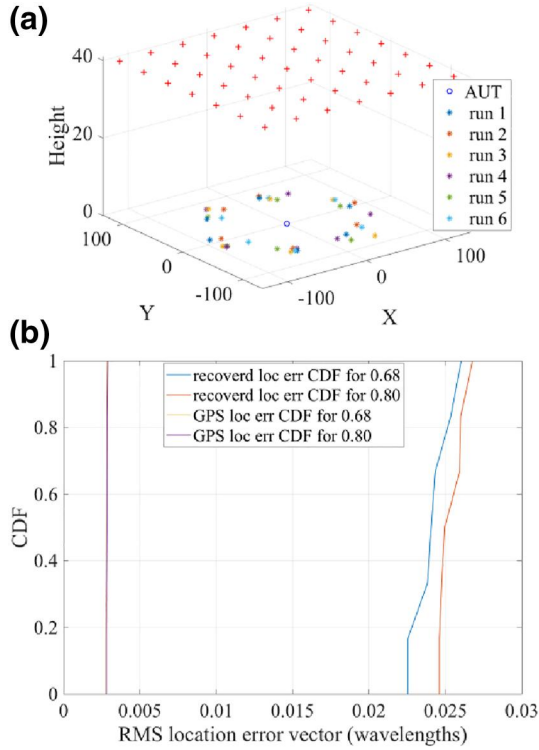 (a)
40
20
0
Height
100
0
-100
Y
-100
0
100
X
AUT
run 1
run 2
run 3
run 4
run 5
run 6
(b)
recoverd loc err CDF for 0.68
recoverd loc err CDF for 0.80
GPS loc err CDF for 0.68
GPS loc err CDF for 0.80
1
0.8
0.6
0.4
0.2
0
CDF
0
0.005
0.01
0.015
0.02
0.025
0.03
RMS location error vector (wavelengths)